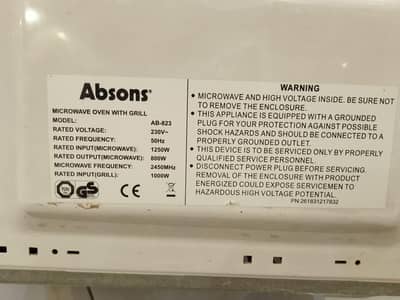 Absons
MICROWAVE OVEN WITH GRILL
MODEL: AB-823
RATED VOLTAGE: 230V~
RATED FREQUENCY: 50Hz
RATED INPUT(MICROWAVE): 1250W
RATED OUTPUT(MICROWAVE): 800W
MICROWAVE FREQUENCY: 2450MHz
RATED INPUT(GRILL): 1000W
GS CE
WARNING
• MICROWAVE AND HIGH VOLTAGE INSIDE. BE SURE NOT
TO REMOVE THE ENCLOSURE.
• THIS APPLIANCE IS EQUIPPED WITH A GROUNDED
PLUG FOR YOUR PROTECTION AGAINST POSSIBLE
SHOCK HAZARDS AND SHOULD BE CONNECTED TO A
PROPERLY GROUNDED OUTLET.
• THIS DEVICE IS TO BE SERVICED ONLY BY PROPERLY
QUALIFIED SERVICE PERSONNEL.
• DISCONNECT POWER PLUG BEFORE SERVICING.
REMOVAL OF THE ENCLOSURE WITH PRODUCT
ENERGIZED COULD EXPOSE SERVICEMEN TO
HAZARDOUS HIGH VOLTAGE POTENTIAL.
PN:261831217832